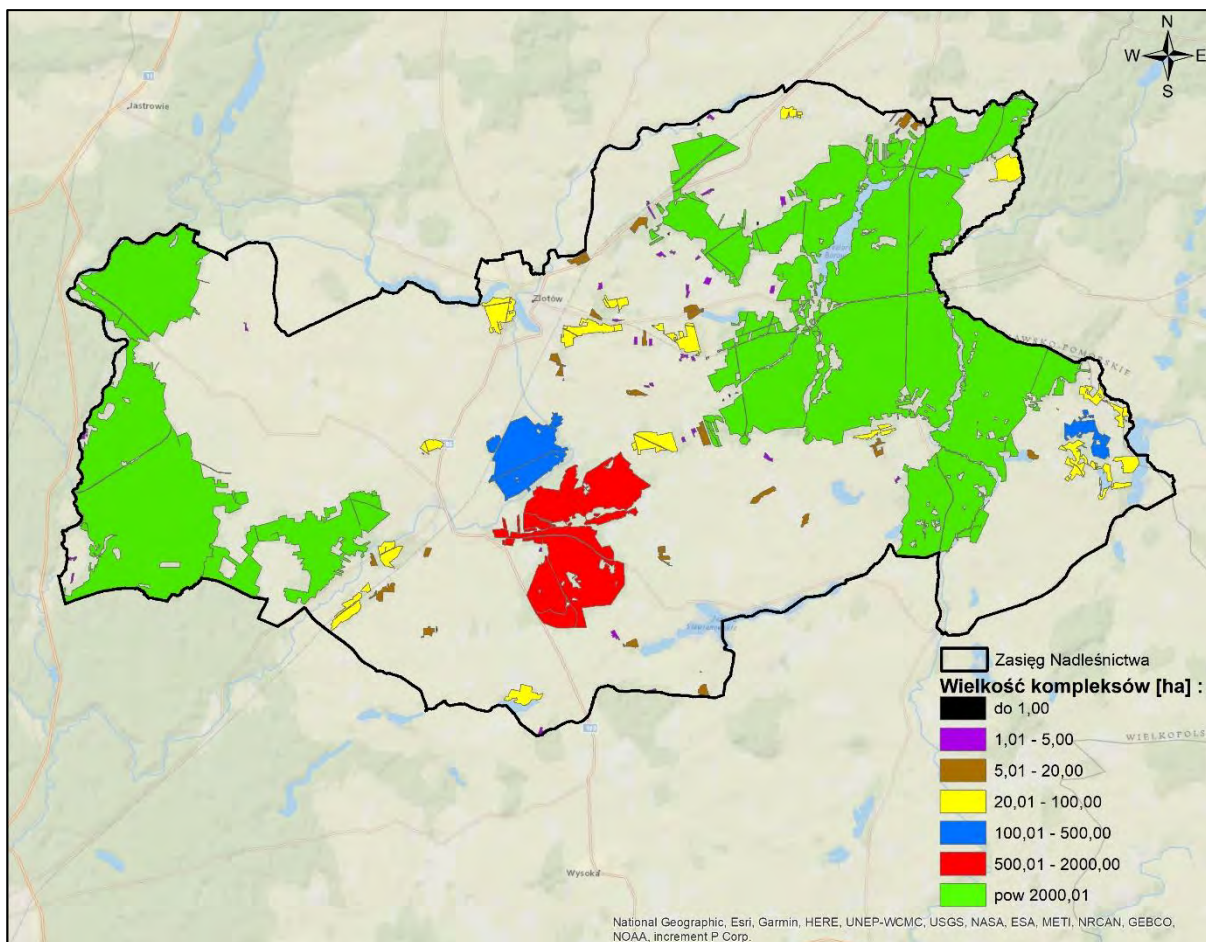 N
W E
S
11
Jastrowie
Złotów
Zasięg Nadleśnictwa
Wielkość kompleksów [ha] :
do 1,00
1,01 - 5,00
5,01 - 20,00
20,01 - 100,00
100,01 - 500,00
500,01 - 2000,00
pow 2000,01
WIELKOPOLS
Wysoka
National Geographic, Esri, Garmin, HERE, UNEP-WCMC, USGS, NASA, ESA, METI, NRCAN, GEBCO,
NOAA, increment P Corp.